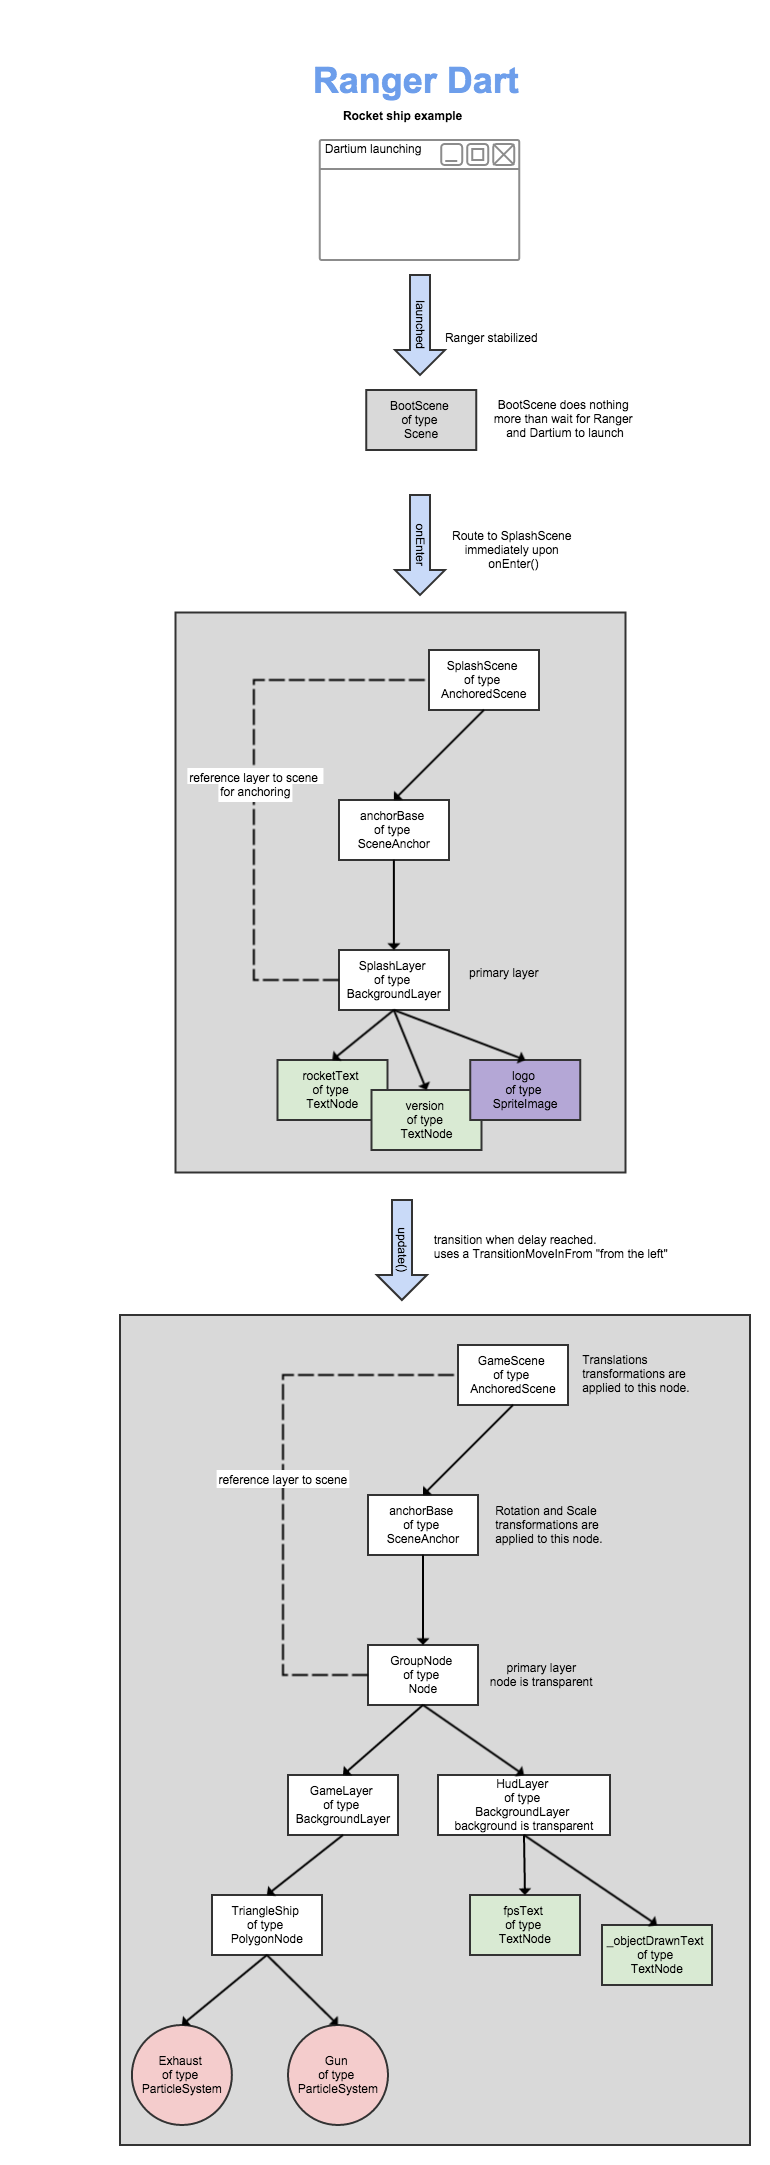 Ranger Dart
Rocket ship example
Dartium launching
launched
Ranger stabilized
BootScene
of type
Scene
BootScene does nothing
more than wait for Ranger
and Dartium to launch
onEnter
Route to SplashScene
immediately upon
onEnter()
SplashScene
of type
AnchoredScene
reference layer to scene
for anchoring
anchorBase
of type
SceneAnchor
SplashLayer
of type
BackgroundLayer
primary layer
rocketText
of type
TextNode
version
of type
TextNode
logo
of type
SpriteImage
update()
transition when delay reached.
uses a TransitionMoveInFrom "from the left"
GameScene
of type
AnchoredScene
Translations
transformations are
applied to this node.
reference layer to scene
anchorBase
of type
SceneAnchor
Rotation and Scale
transformations are
applied to this node.
GroupNode
of type
Node
primary layer
node is transparent
GameLayer
of type
BackgroundLayer
HudLayer
of type
BackgroundLayer
background is transparent
TriangleShip
of type
PolygonNode
fpsText
of type
TextNode
_objectDrawnText
of type
TextNode
Exhaust
of type
ParticleSystem
Gun
of type
ParticleSystem